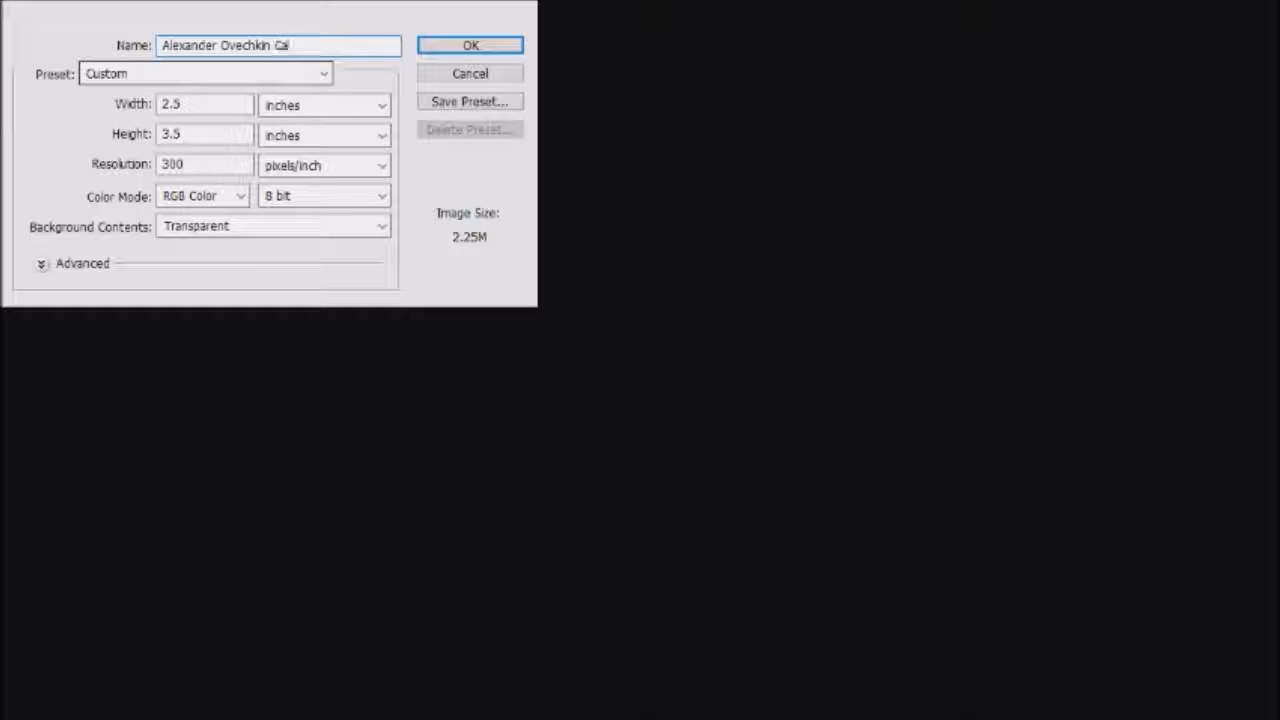 Name: Alexander Ovechkin Cal
OK
Preset: Custom
Cancel
Width: 2.5 inches
Save Preset...
Height: 3.5 inches
Delete Preset...
Resolution: 300 pixels/inch
Color Mode: RGB Color 8 bit
Image Size:
Background Contents: Transparent
2.25M
Advanced